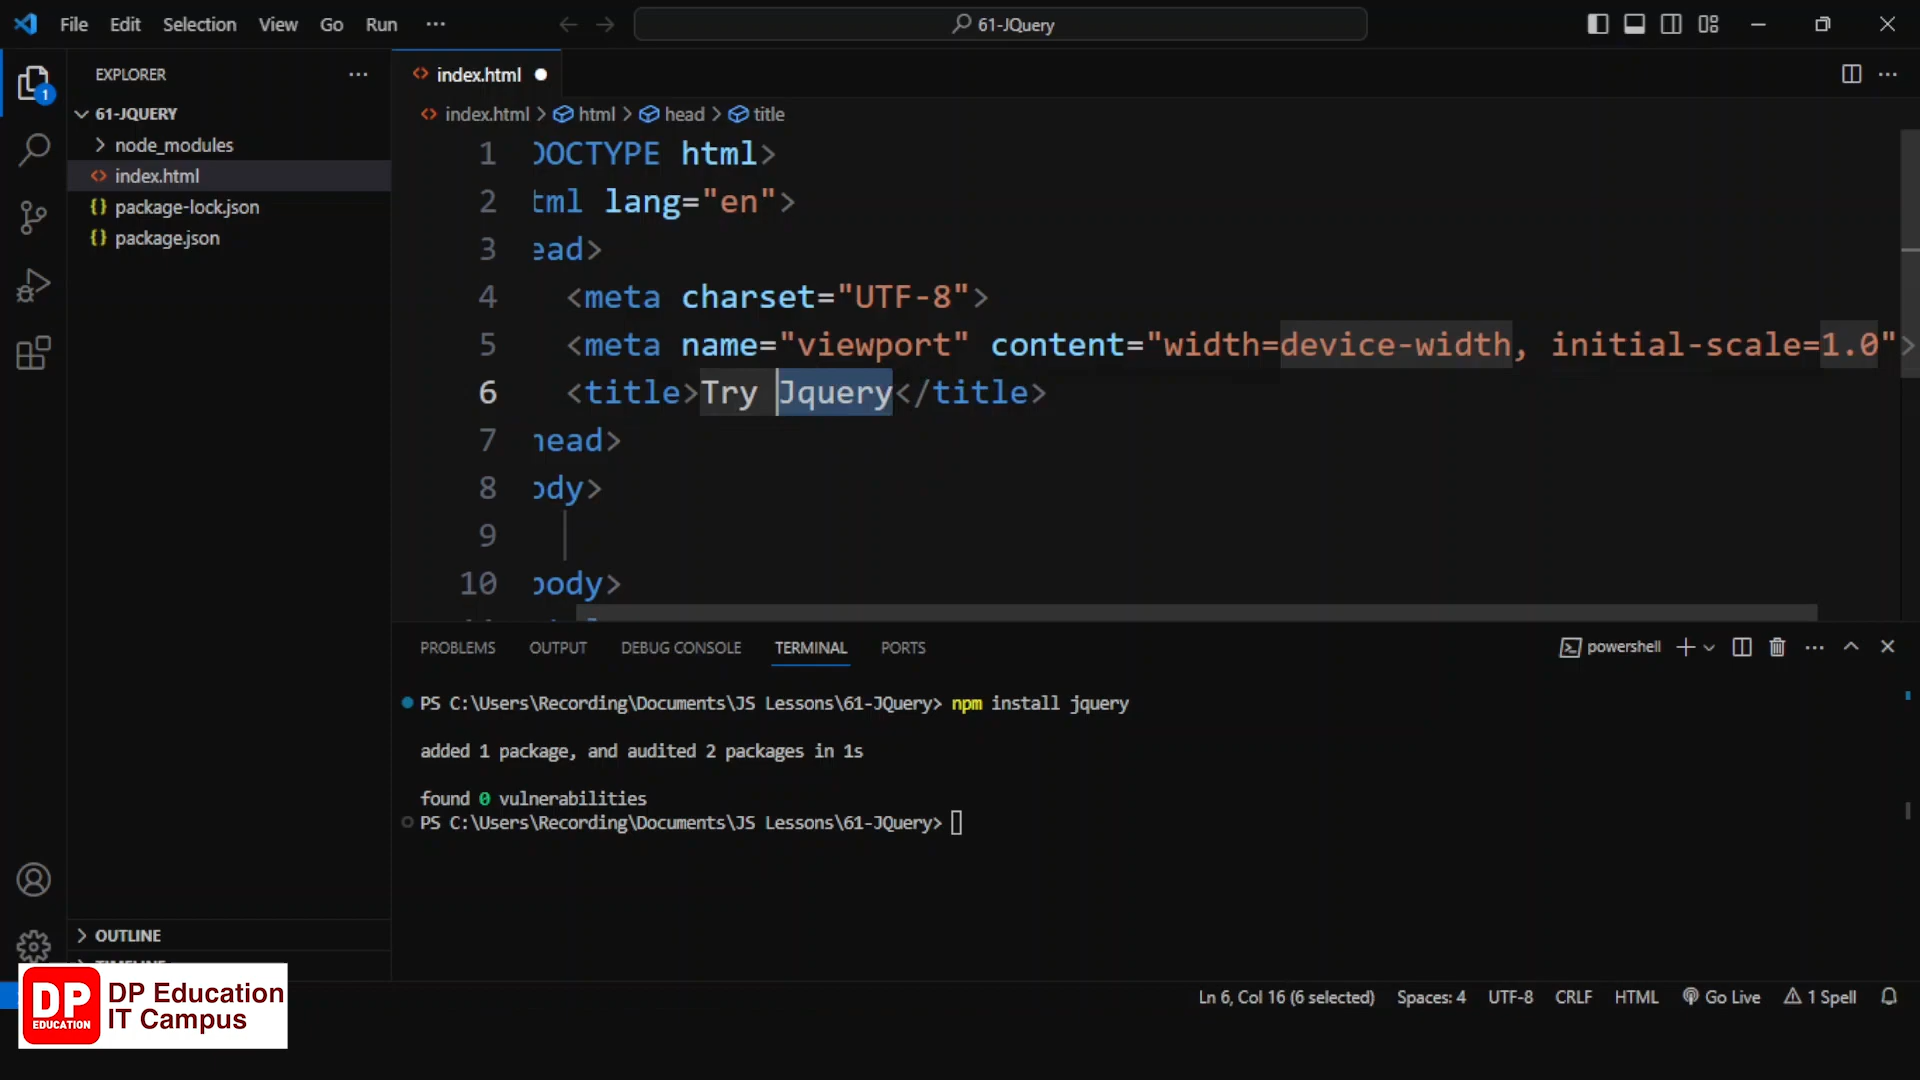 File Edit Selection View Go Run ··· 61-JQuery
EXPLORER ···
61-JQUERY
node_modules
index.html
package-lock.json
package.json
OUTLINE
TIMELINE
1
index.html
index.html > html > head > title
1 DOCTYPE html>
2 tml lang="en">
3 ead>
4 <meta charset="UTF-8">
5 <meta name="viewport" content="width=device-width, initial-scale=1.0">
6 <title>Try Jquery</title>
7 head>
8 ody>
9
10 body>
PROBLEMS OUTPUT DEBUG CONSOLE TERMINAL PORTS powershell
PS C:\Users\Recording\Documents\JS Lessons\61-JQuery> npm install jquery
added 1 package, and audited 2 packages in 1s
found 0 vulnerabilities
PS C:\Users\Recording\Documents\JS Lessons\61-JQuery>
DP EDUCATION
DP Education
IT Campus
Ln 6, Col 16 (6 selected) Spaces: 4 UTF-8 CRLF HTML Go Live 1 Spell